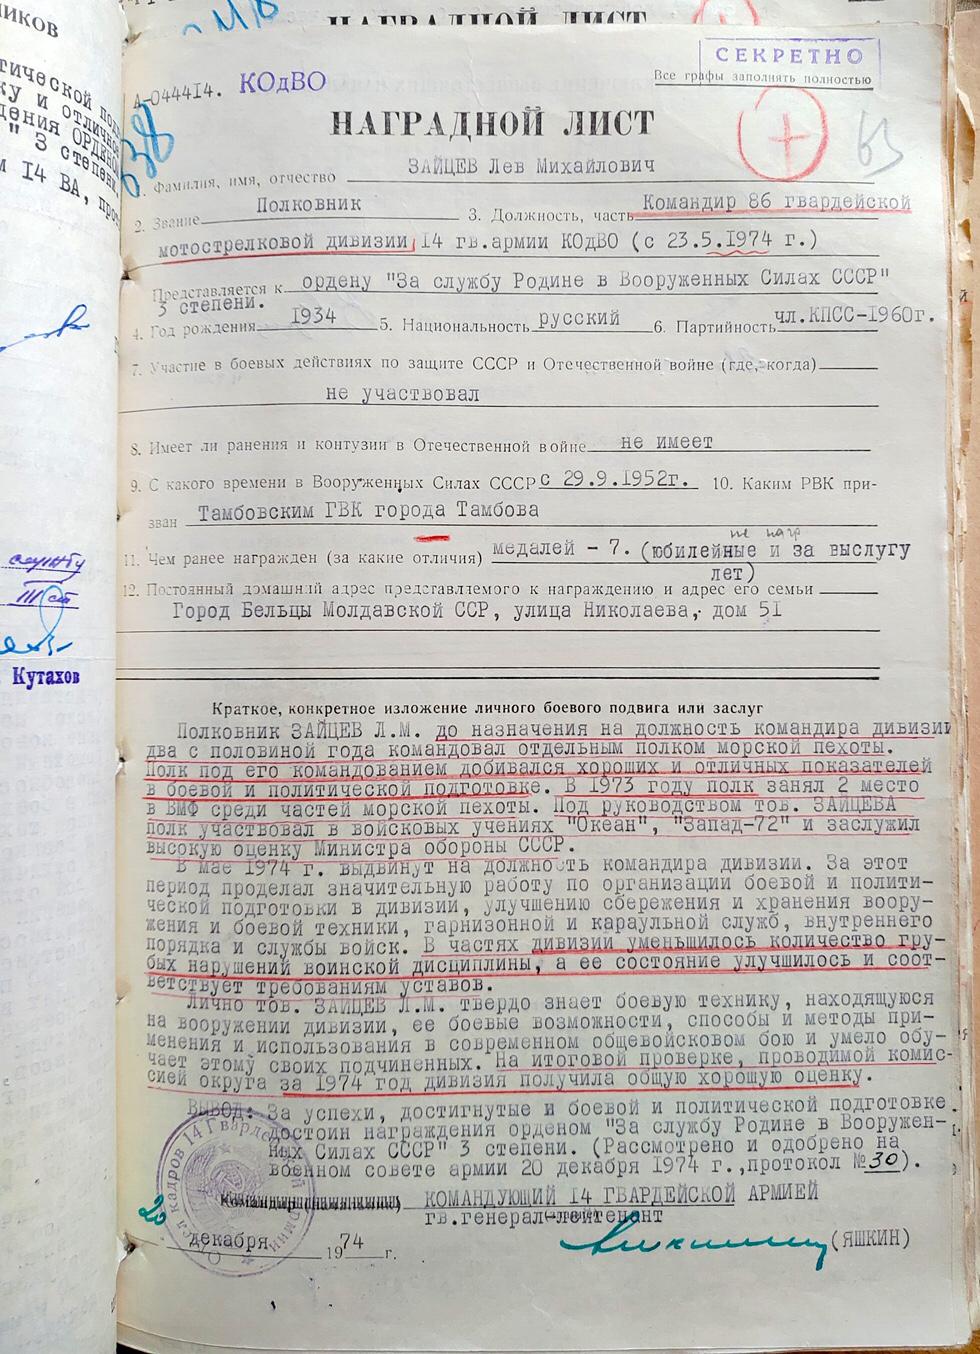 НАГРАДНОЙ ЛИСТ
СЕКРЕТНО
Все графы заполнять полностью
А-044414. КОдВО
НАГРАДНОЙ ЛИСТ
63
38
1. Фамилия, имя, отчество ЗАЙЦЕВ Лев Михайлович
2. Звание Полковник 3. Должность, часть Командир 86 гвардейской
мотострелковой дивизии 14 гв.армии КОдВО (с 23.5.1974 г.)
Представляется к ордену "За службу Родине в Вооруженных Силах СССР"
3 степени.
4. Год рождения 1934 5. Национальность русский 6. Партийность чл.КПСС-1960г.
7. Участие в боевых действиях по защите СССР и Отечественной войне (где, когда)
не участвовал
8. Имеет ли ранения и контузии в Отечественной войне не имеет
9. С какого времени в Вооруженных Силах СССР с 29.9.1952г. 10. Каким РВК при-
зван Тамбовским ГВК города Тамбова
не нагр
11. Чем ранее награжден (за какие отличия) медалей - 7. (юбилейные и за выслугу
лет)
12. Постоянный домашний адрес представляемого к награждению и адрес его семьи
Город Бельцы Молдавской ССР, улица Николаева, дом 51
Краткое, конкретное изложение личного боевого подвига или заслуг
Полковник ЗАЙЦЕВ Л.М. до назначения на должность командира дивизии
два с половиной года командовал отдельным полком морской пехоты.
Полк под его командованием добивался хороших и отличных показателей
в боевой и политической подготовке. В 1973 году полк занял 2 место
в ВМФ среди частей морской пехоты. Под руководством тов. ЗАЙЦЕВА
полк участвовал в войсковых учениях "Океан", "Запад-72" и заслужил
высокую оценку Министра обороны СССР.
В мае 1974 г. выдвинут на должность командира дивизии. За этот
период проделал значительную работу по организации боевой и полити-
ческой подготовки в дивизии, улучшению сбережения и хранения воору-
жения и боевой техники, гарнизонной и караульной служб, внутреннего
порядка и службы войск. В частях дивизии уменьшилось количество гру-
бых нарушений воинской дисциплины, а ее состояние улучшилось и соот-
ветствует требованиям уставов.
Лично тов. ЗАЙЦЕВ Л.М. твердо знает боевую технику, находящуюся
на вооружении дивизии, ее боевые возможности, способы и методы при-
менения и использования в современном общевойсковом бою и умело обу-
чает этому своих подчиненных. На итоговой проверке, проводимой комис-
сией округа за 1974 год дивизия получила общую хорошую оценку.
ВЫВОД: За успехи, достигнутые и боевой и политической подготовке
достоин награждения орденом "За службу Родине в Вооружен-
ных Силах СССР" 3 степени. (Рассмотрено и одобрено на
военном совете армии 20 декабря 1974 г., протокол № 30).
КОМАНДУЮЩИЙ 14 ГВАРДЕЙСКОЙ АРМИЕЙ
гв.генерал-лейтенант
(ЯШКИН)
20 декабря 1974 г.
Отдел кадров 14 Гвардейской армии
Кутахов